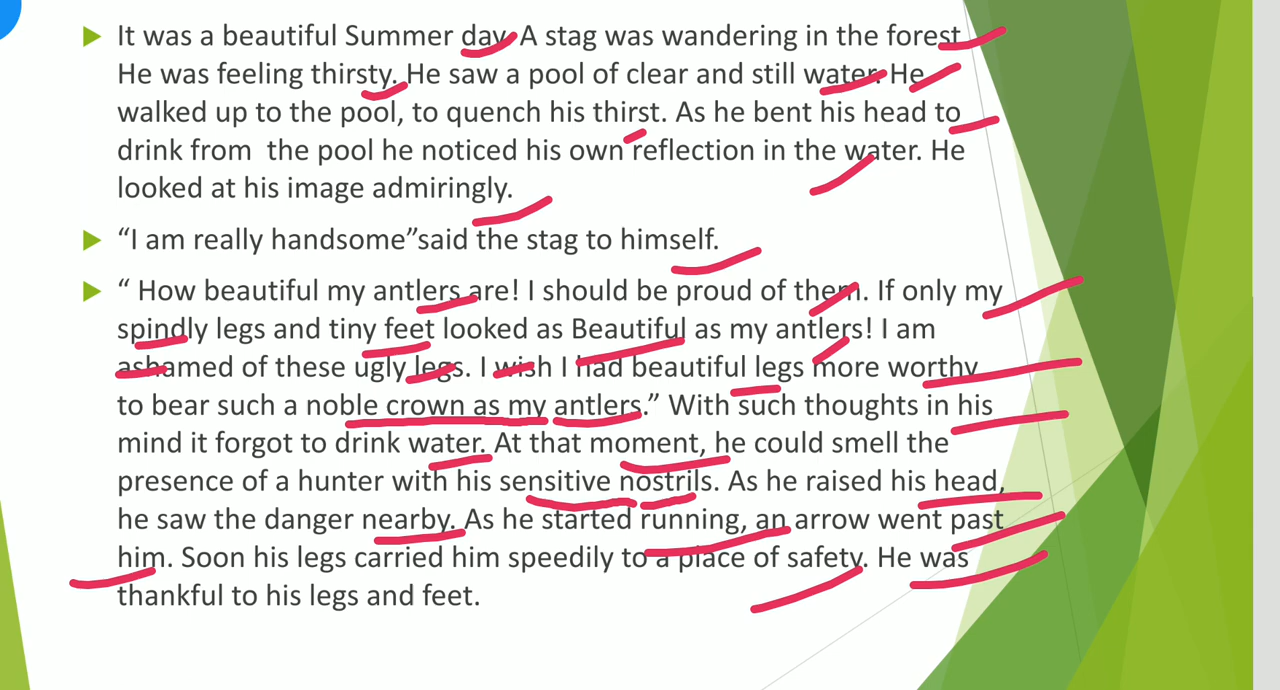 It was a beautiful Summer day. A stag was wandering in the forest.
He was feeling thirsty. He saw a pool of clear and still water. He
walked up to the pool, to quench his thirst. As he bent his head to
drink from  the pool he noticed his own reflection in the water. He
looked at his image admiringly.
“I am really handsome”said the stag to himself.
“ How beautiful my antlers are! I should be proud of them. If only my
spindly legs and tiny feet looked as Beautiful as my antlers! I am
ashamed of these ugly legs. I wish I had beautiful legs more worthy
to bear such a noble crown as my antlers.” With such thoughts in his
mind it forgot to drink water. At that moment, he could smell the
presence of a hunter with his sensitive nostrils. As he raised his head,
he saw the danger nearby. As he started running, an arrow went past
him. Soon his legs carried him speedily to a place of safety. He was
thankful to his legs and feet.